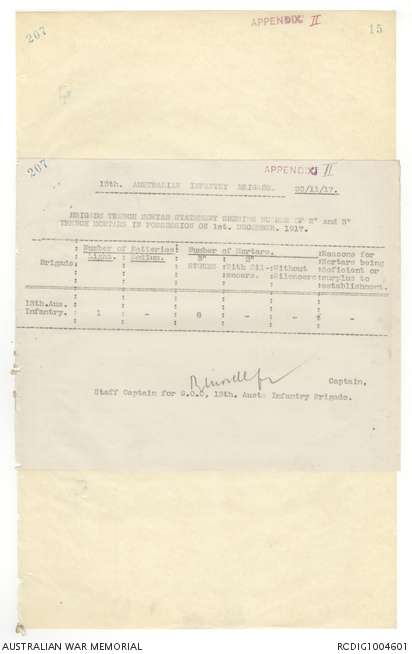 207
APPENDIX II
15
207
APPENDIX II
13th. AUSTRALIAN INFANTRY BRIGADE. 30/11/17.
BRIGADE TRENCH MORTAR STATEMENT SHEWING NUMBER OF 2" and 3"
TRENCH MORTARS IN POSSESSION ON 1st. DECEMBER, 1917.
Brigade
Number of Batteries
Light.
Medium.
Number of Mortars.
3"
STOKES
2"
With Sil-
encers.
Without
Silencers
Reasons for
Mortars being
deficient or
surplus to
establishment.
13th.Aus.
Infantry. 1 - 8 - - -
Captain,
Staff Captain for G.O.C, 13th. Aust. Infantry Brigade.
AUSTRALIAN WAR MEMORIAL
RCDIG1004601